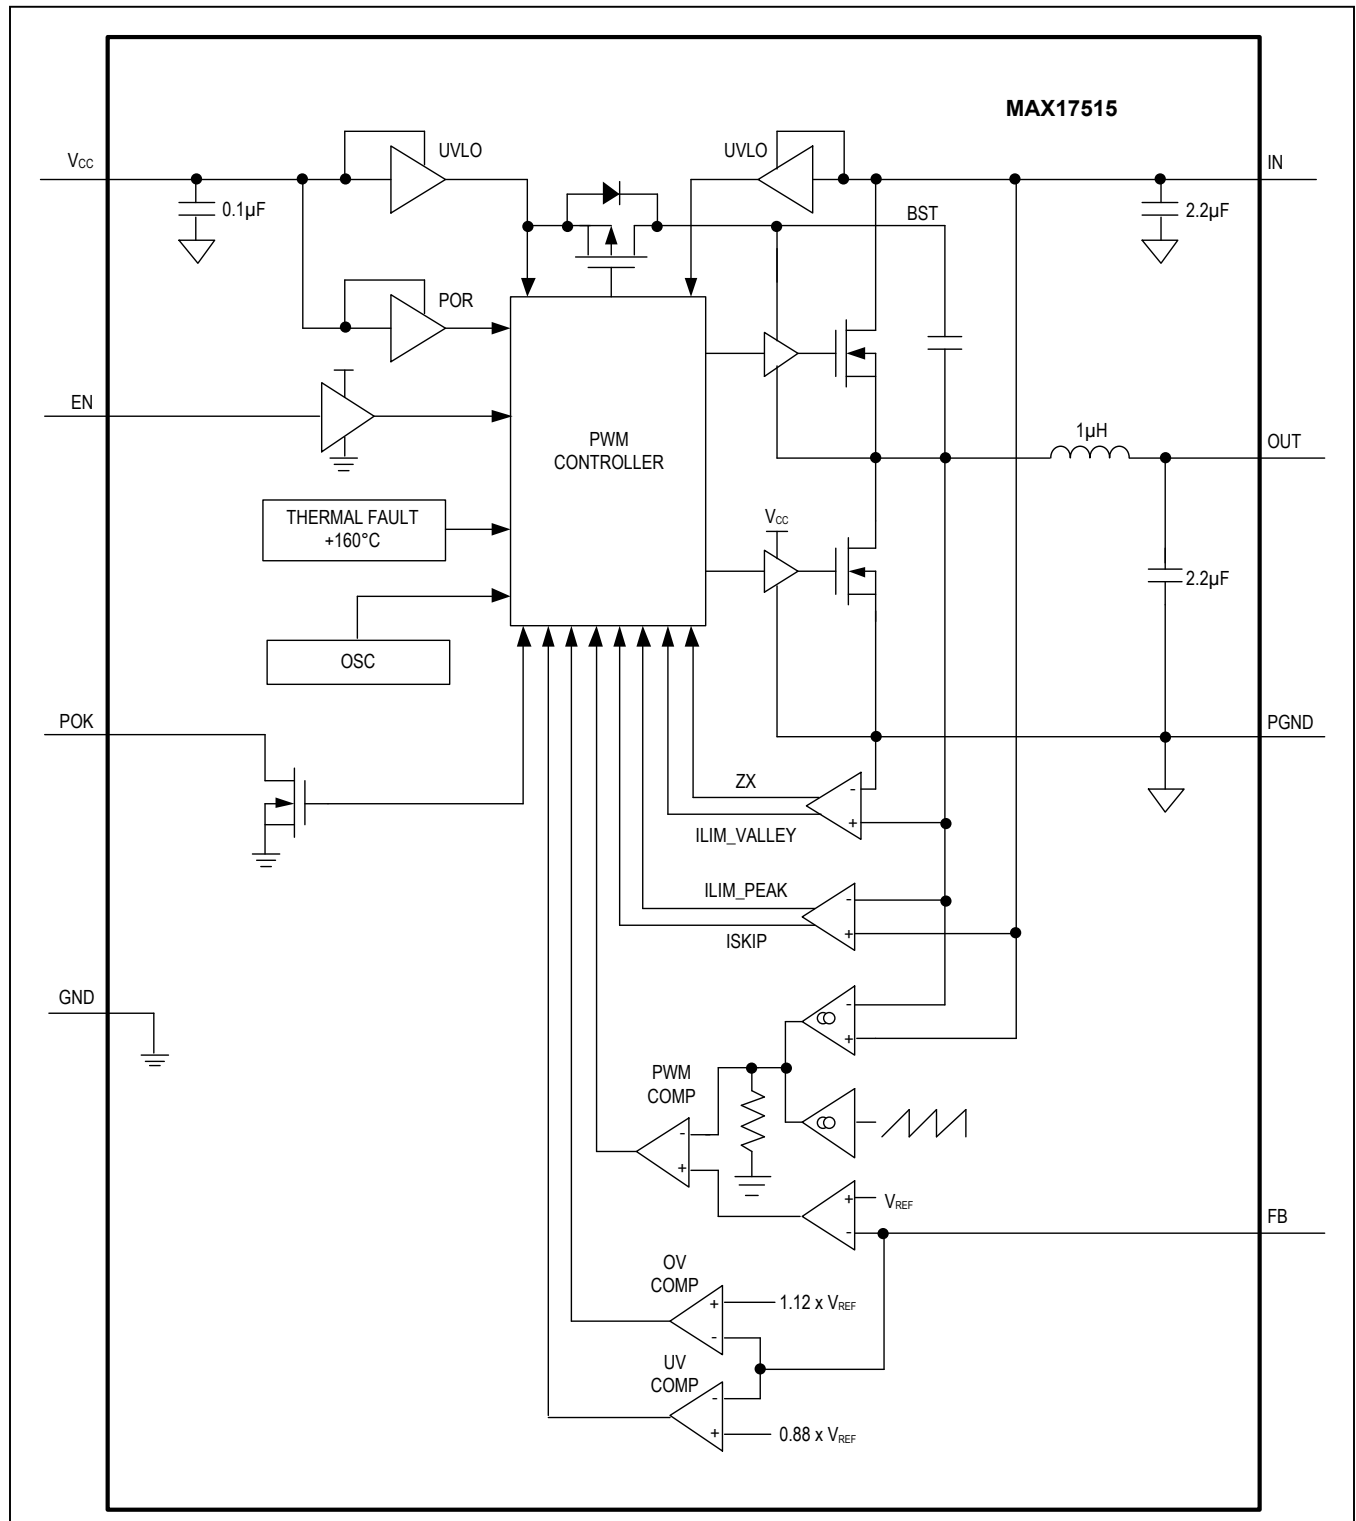 MAX17515
VCC
UVLO
UVLO
IN
0.1µF
BST
2.2µF
POR
EN
PWM
CONTROLLER
1µH
OUT
THERMAL FAULT
+160°C
VCC
2.2µF
OSC
POK
PGND
ZX
-
+
ILIM_VALLEY
ILIM_PEAK
-
+
ISKIP
GND
-
+
PWM
COMP
-
+
+
VREF
-
FB
OV
COMP
+
1.12 x VREF
-
UV
COMP
-
+
0.88 x VREF